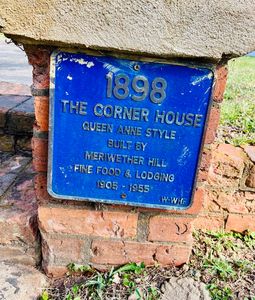 1898
THE CORNER HOUSE
QUEEN ANNE STYLE
BUILT BY
MERIWETHER HILL
FINE FOOD & LODGING
1905 - 1955
W-W-F